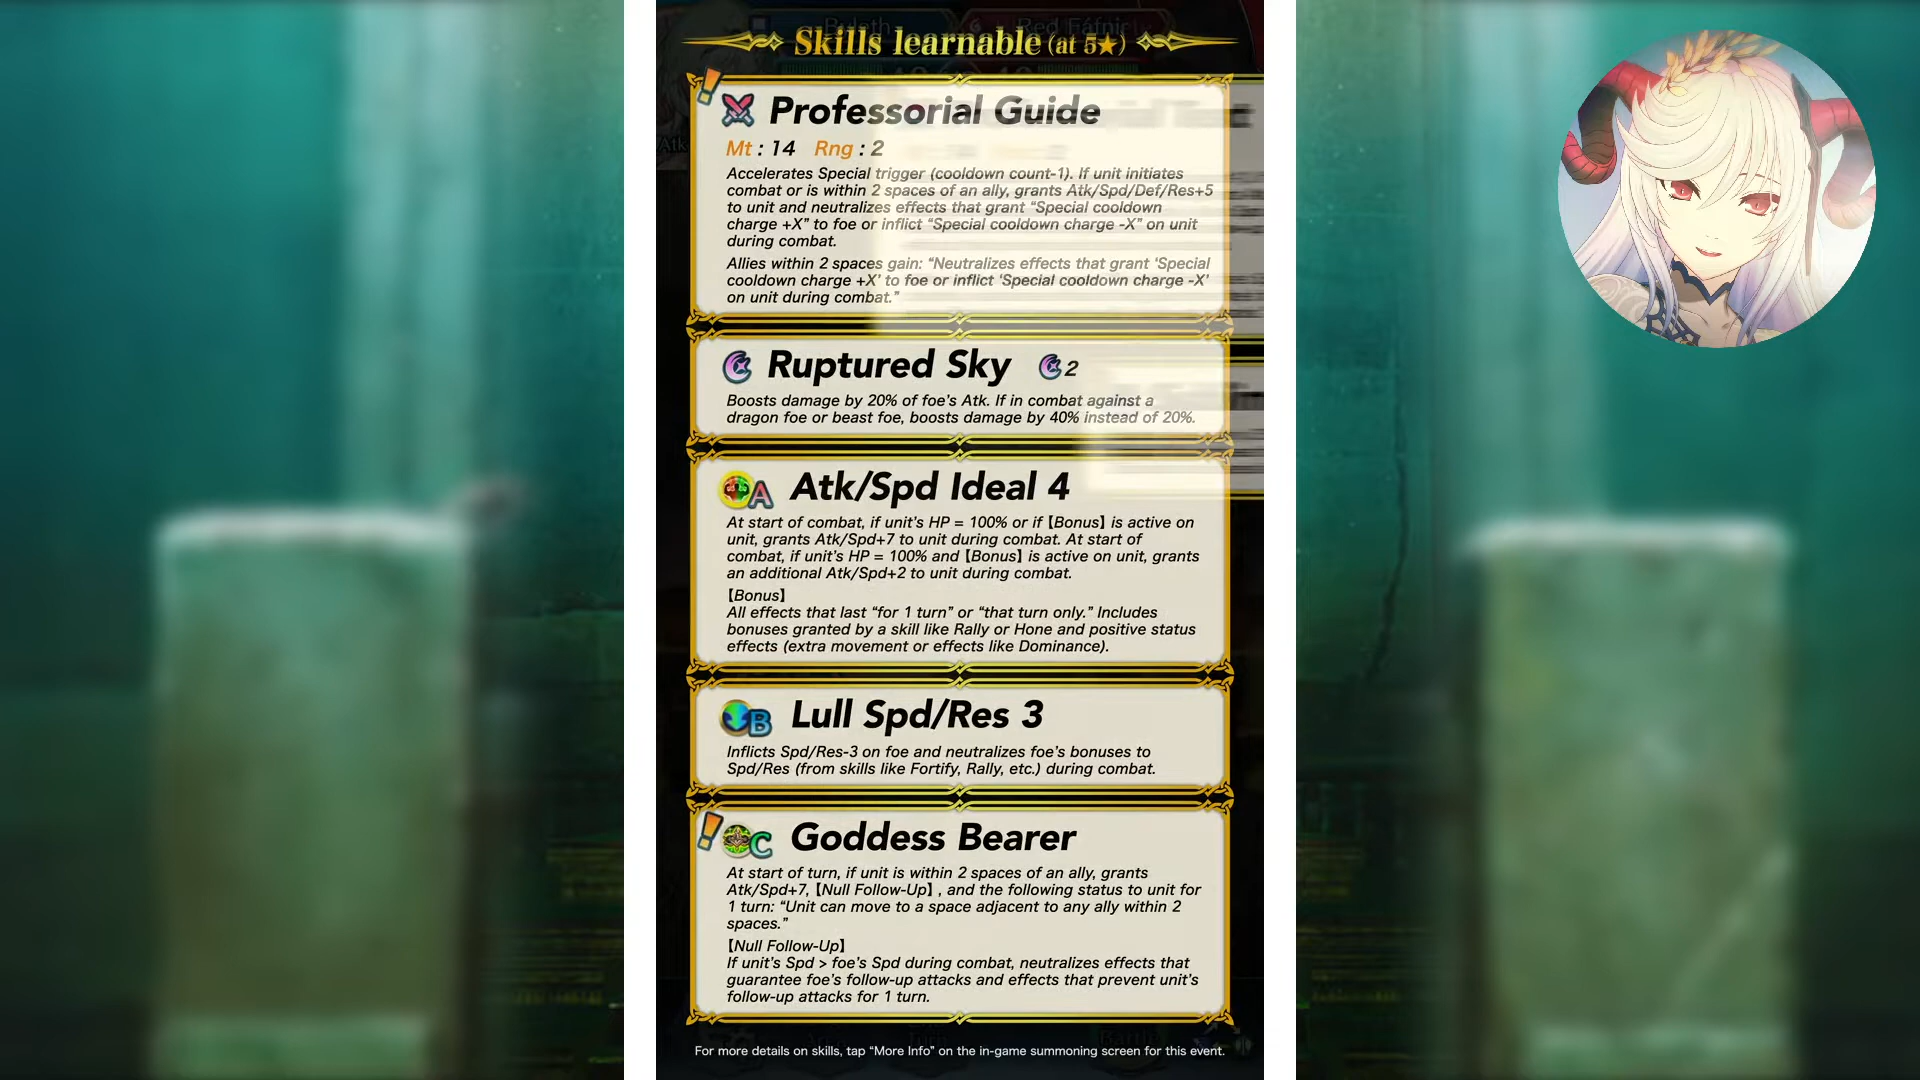 Skills learnable (at 5★)
Professorial Guide
Mt : 14 Rng : 2
Accelerates Special trigger (cooldown count-1). If unit initiates
combat or is within 2 spaces of an ally, grants Atk/Spd/Def/Res+5
to unit and neutralizes effects that grant “Special cooldown
charge +X” to foe or inflict “Special cooldown charge -X” on unit
during combat.
Allies within 2 spaces gain: “Neutralizes effects that grant ‘Special
cooldown charge +X’ to foe or inflict ‘Special cooldown charge -X’
on unit during combat.”
Ruptured Sky 2
Boosts damage by 20% of foe’s Atk. If in combat against a
dragon foe or beast foe, boosts damage by 40% instead of 20%.
A Atk/Spd Ideal 4
At start of combat, if unit’s HP = 100% or if 【Bonus】 is active on
unit, grants Atk/Spd+7 to unit during combat. At start of
combat, if unit’s HP = 100% and 【Bonus】 is active on unit, grants
an additional Atk/Spd+2 to unit during combat.
【Bonus】
All effects that last “for 1 turn” or “that turn only.” Includes
bonuses granted by a skill like Rally or Hone and positive status
effects (extra movement or effects like Dominance).
B Lull Spd/Res 3
Inflicts Spd/Res-3 on foe and neutralizes foe’s bonuses to
Spd/Res (from skills like Fortify, Rally, etc.) during combat.
C Goddess Bearer
At start of turn, if unit is within 2 spaces of an ally, grants
Atk/Spd+7, 【Null Follow-Up】, and the following status to unit for
1 turn: “Unit can move to a space adjacent to any ally within 2
spaces.”
【Null Follow-Up】
If unit’s Spd > foe’s Spd during combat, neutralizes effects that
guarantee foe’s follow-up attacks and effects that prevent unit’s
follow-up attacks for 1 turn.
For more details on skills, tap “More Info” on the in-game summoning screen for this event.